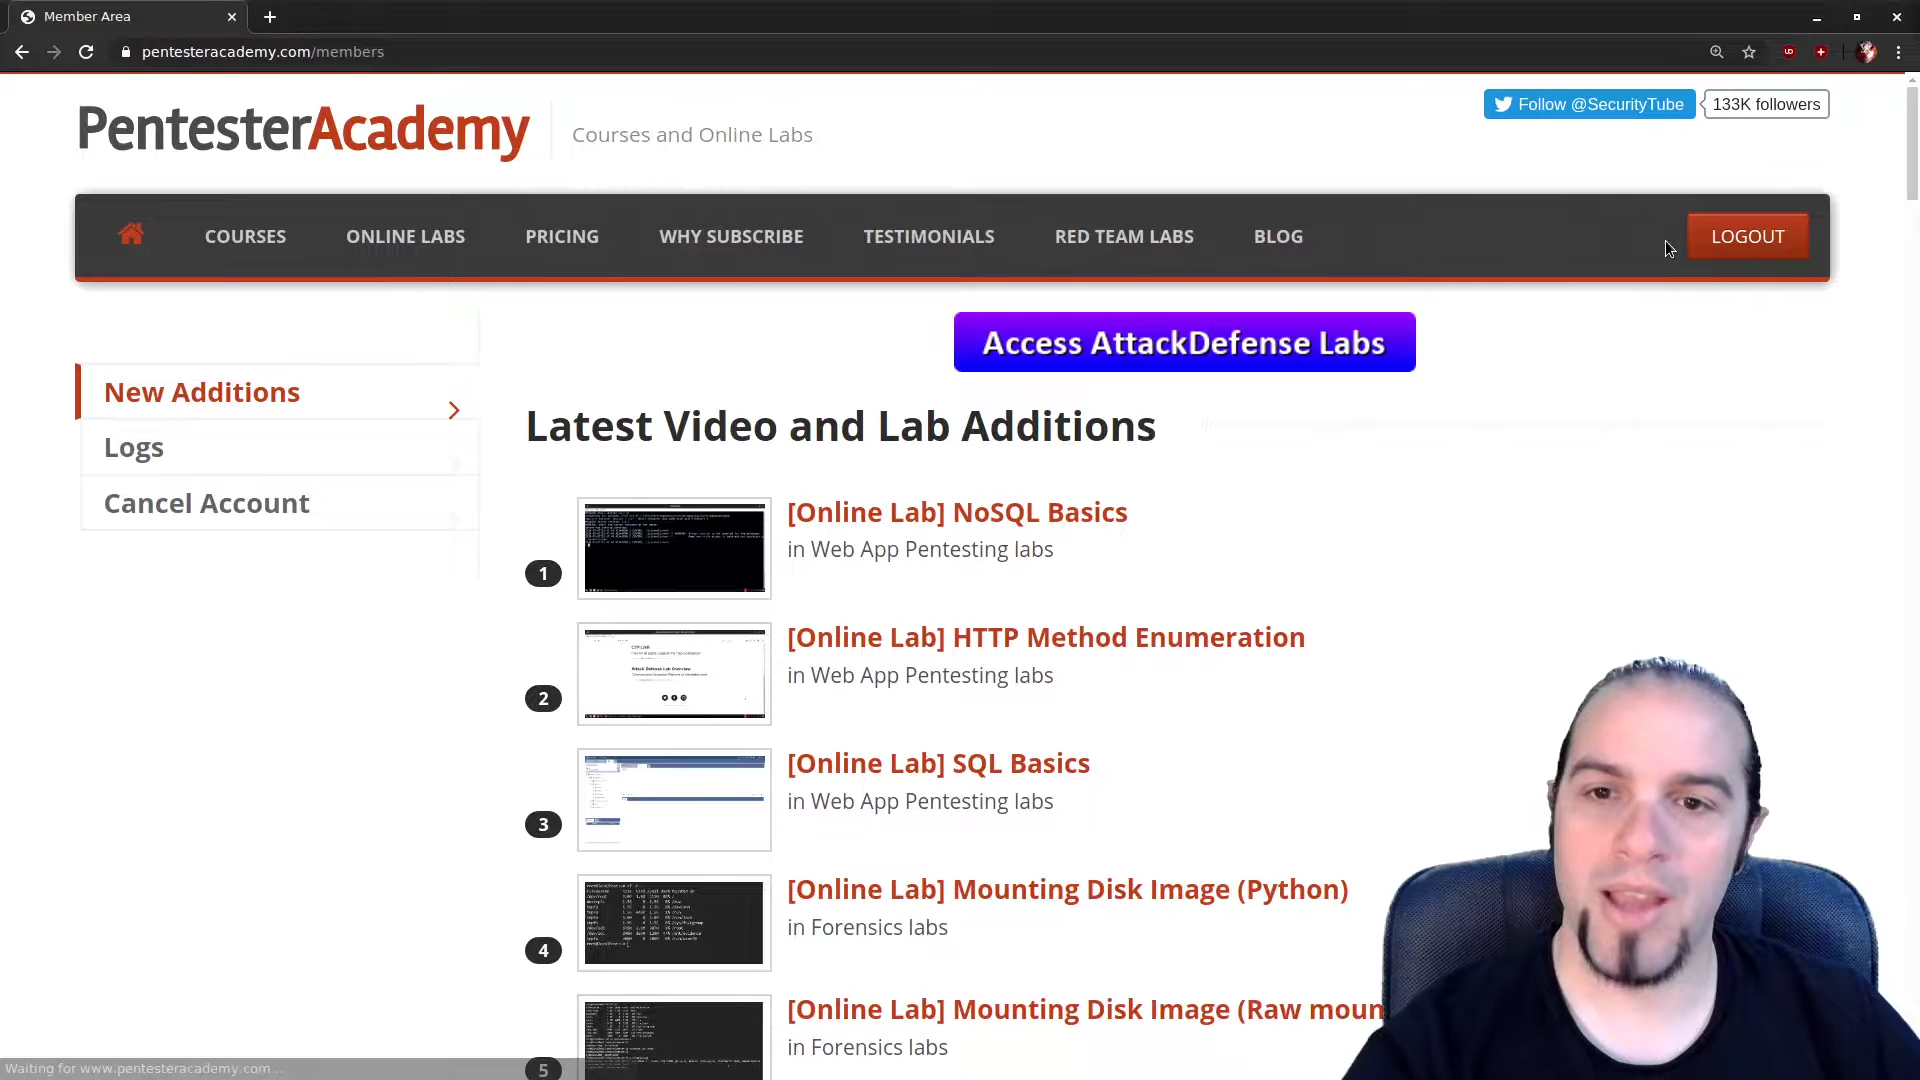 Member Area
pentesteracademy.com/members
PentesterAcademy
Courses and Online Labs
Follow @SecurityTube
133K followers
COURSES
ONLINE LABS
PRICING
WHY SUBSCRIBE
TESTIMONIALS
RED TEAM LABS
BLOG
LOGOUT
Access AttackDefense Labs
New Additions
Logs
Cancel Account
Latest Video and Lab Additions
1
[Online Lab] NoSQL Basics
in Web App Pentesting labs
2
[Online Lab] HTTP Method Enumeration
in Web App Pentesting labs
3
[Online Lab] SQL Basics
in Web App Pentesting labs
4
[Online Lab] Mounting Disk Image (Python)
in Forensics labs
5
[Online Lab] Mounting Disk Image (Raw moun
in Forensics labs
Waiting for www.pentesteracademy.com...